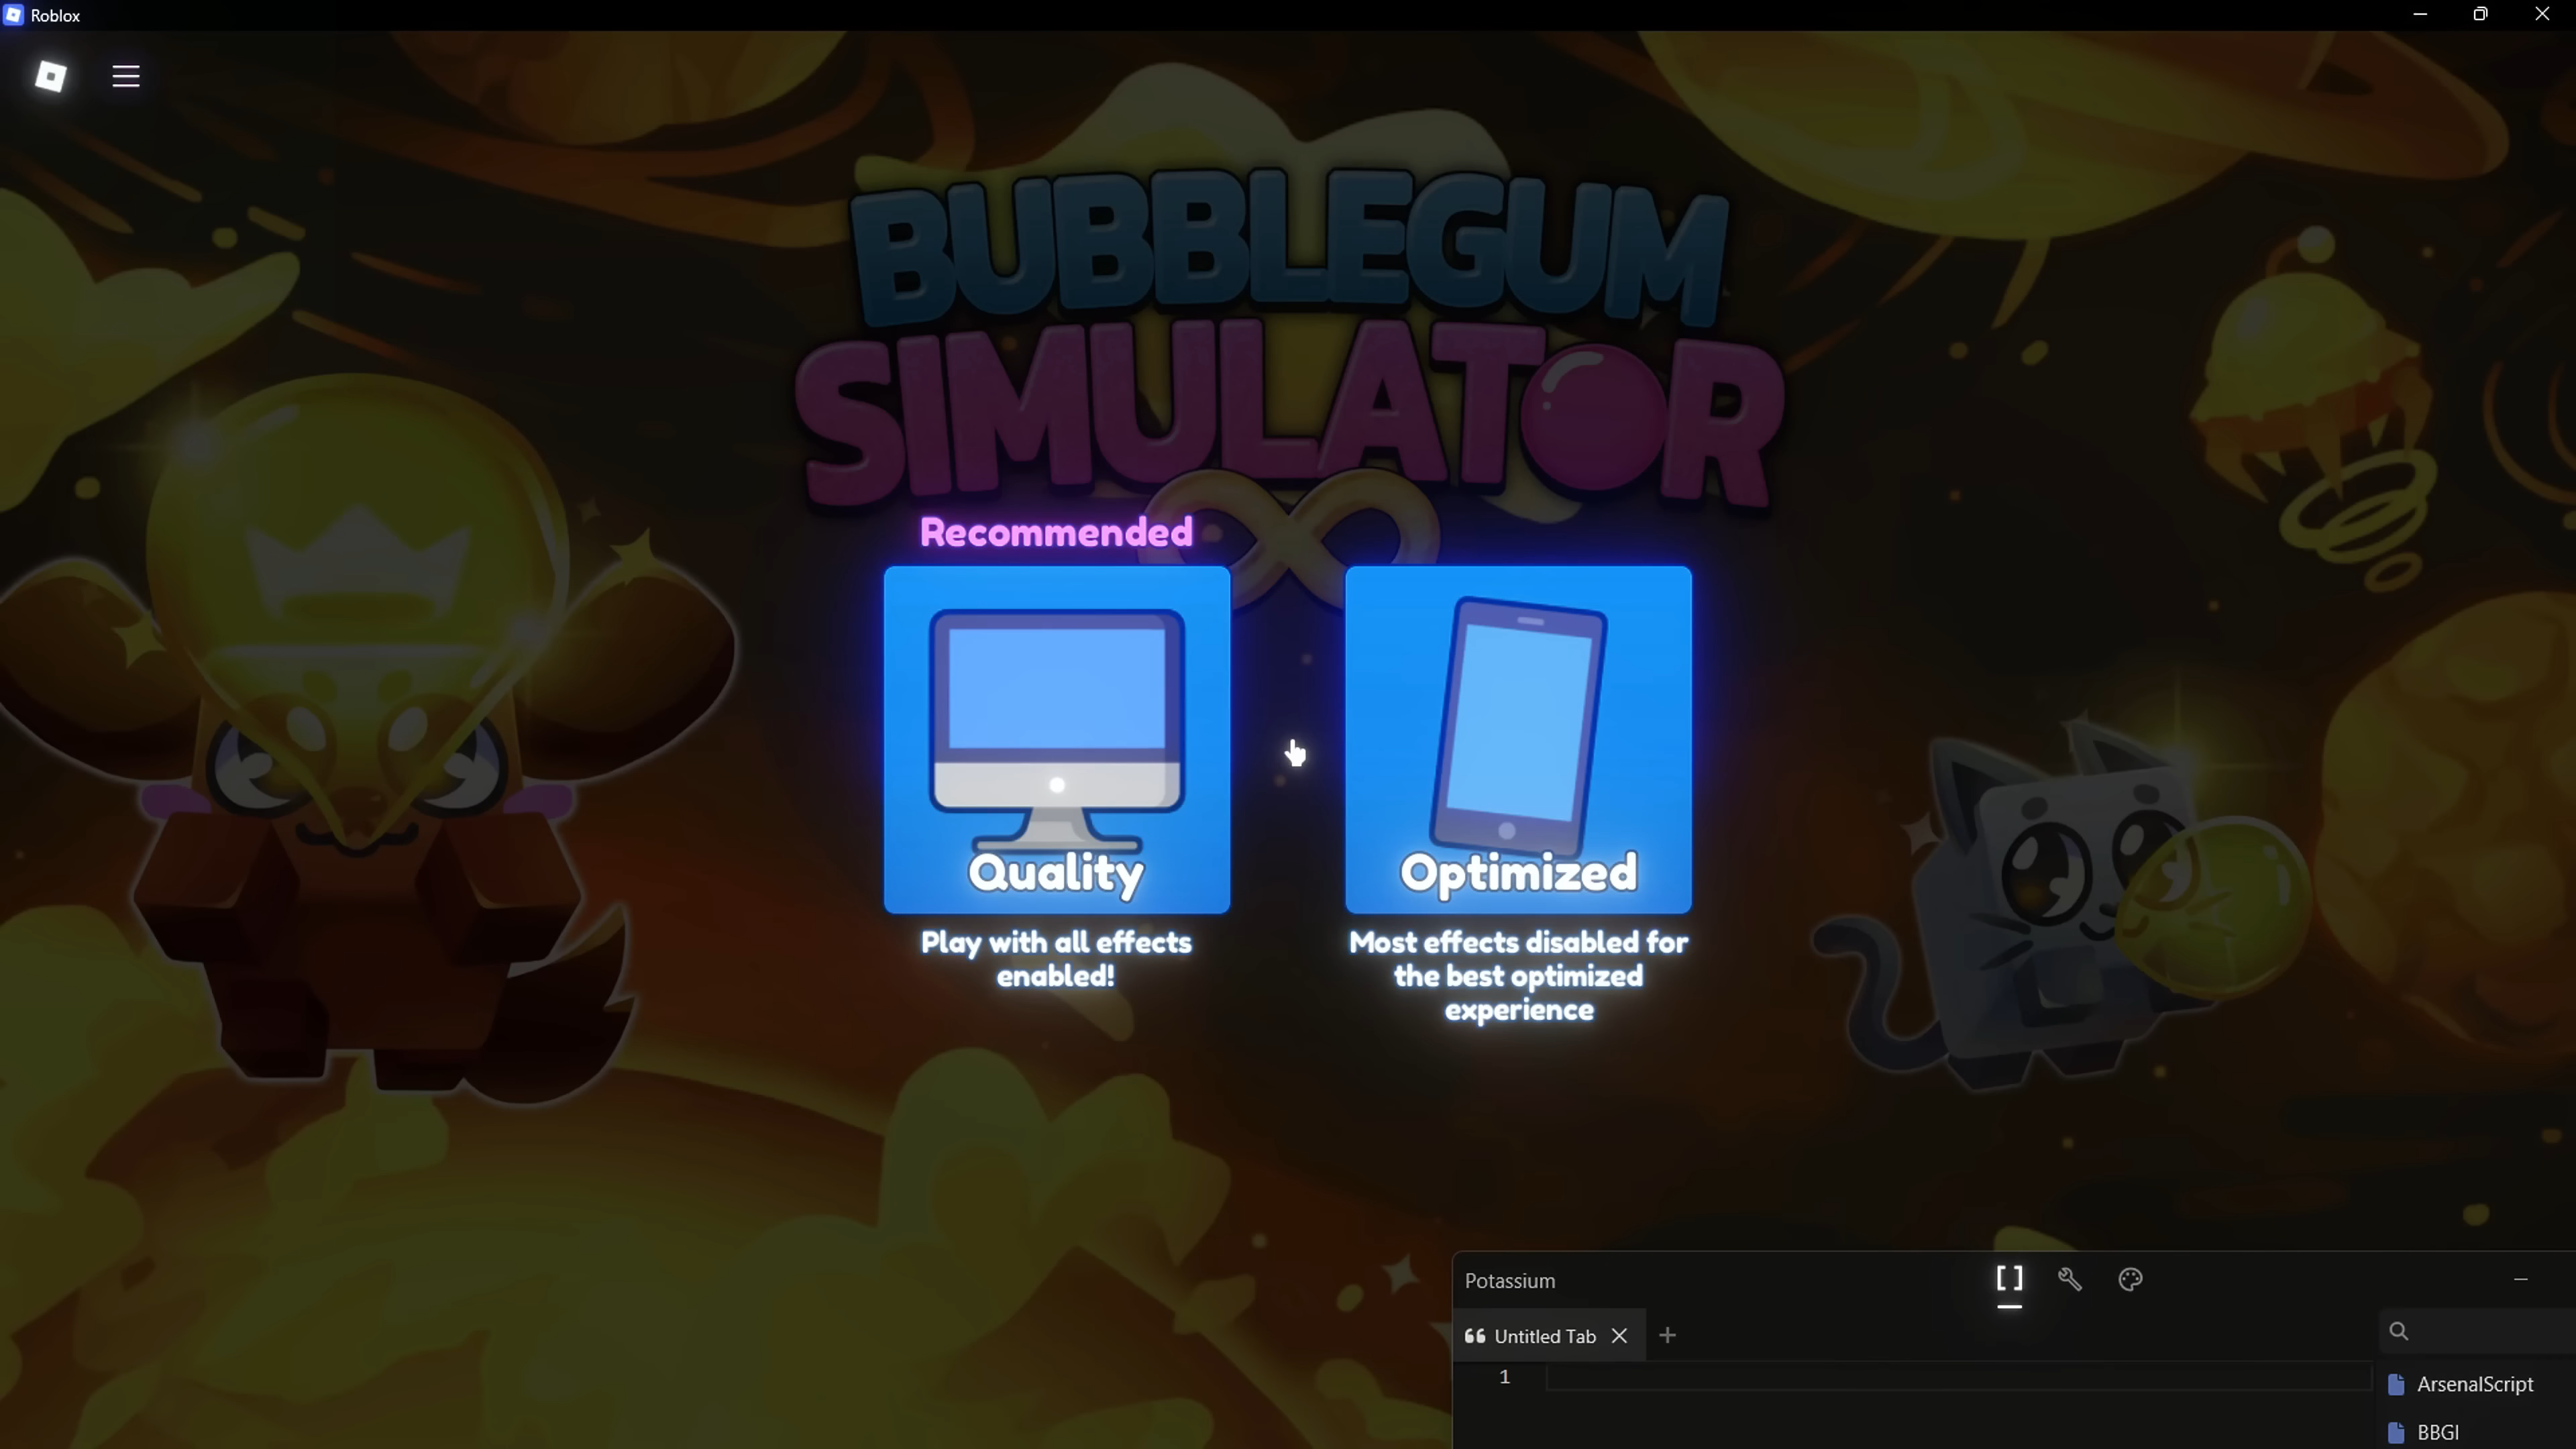 Roblox
BUBBLEGUM
SIMULATOR
Recommended
Quality
Optimized
Play with all effects
enabled!
Most effects disabled for
the best optimized
experience
Potassium
Untitled Tab
1
ArsenalScript
BBGI